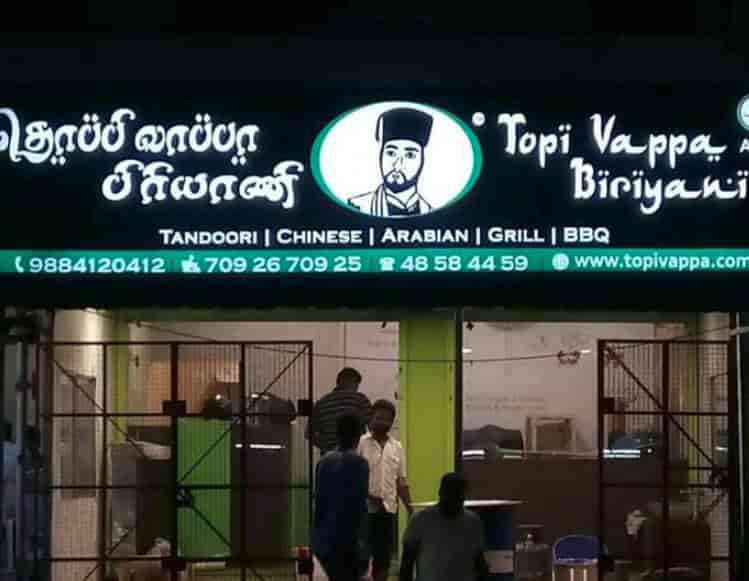 தொப்பி வாப்பா
பிரியாணி
Topi Vappa
Biriyani
TANDOORI | CHINESE | ARABIAN | GRILL | BBQ
9884120412 | 709 26 709 25 | 48 58 44 59 | www.topivappa.com